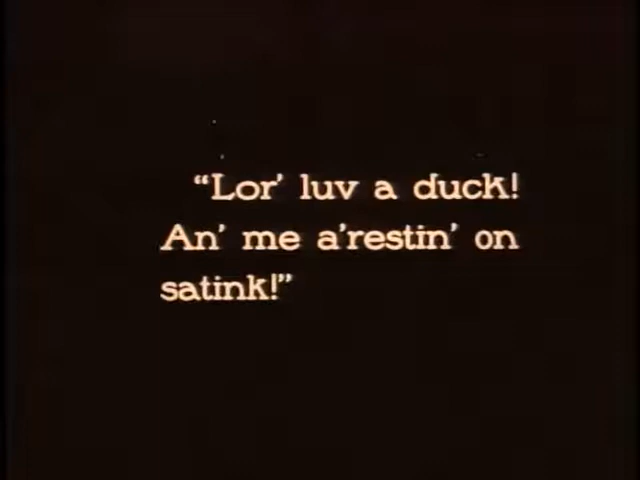 “Lor’ luv a duck!
An’ me a’restin’ on
satink!”